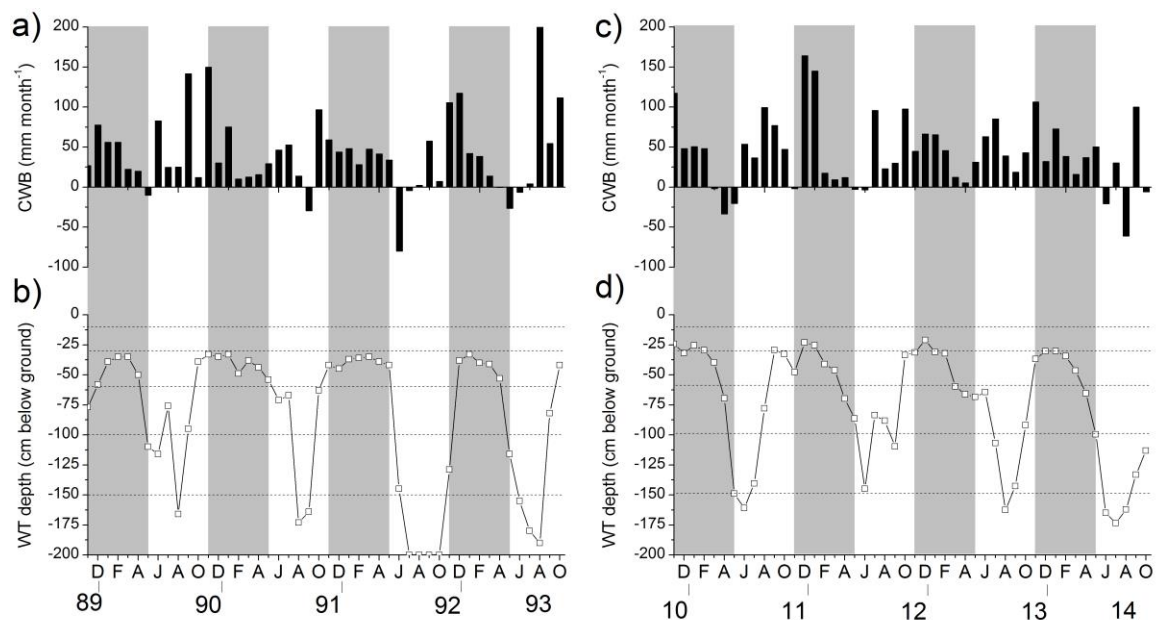 a)
CWB (mm month⁻¹)
200
150
100
50
0
-50
-100
b)
WT depth (cm below ground)
0
-25
-50
-75
-100
-125
-150
-175
-200
D F A J A O D F A J A O D F A J A O D F A J A O
89 90 91 92 93
c)
CWB (mm month⁻¹)
200
150
100
50
0
-50
-100
d)
WT depth (cm below ground)
0
-25
-50
-75
-100
-125
-150
-175
-200
D F A J A O D F A J A O D F A J A O D F A J A O
10 11 12 13 14